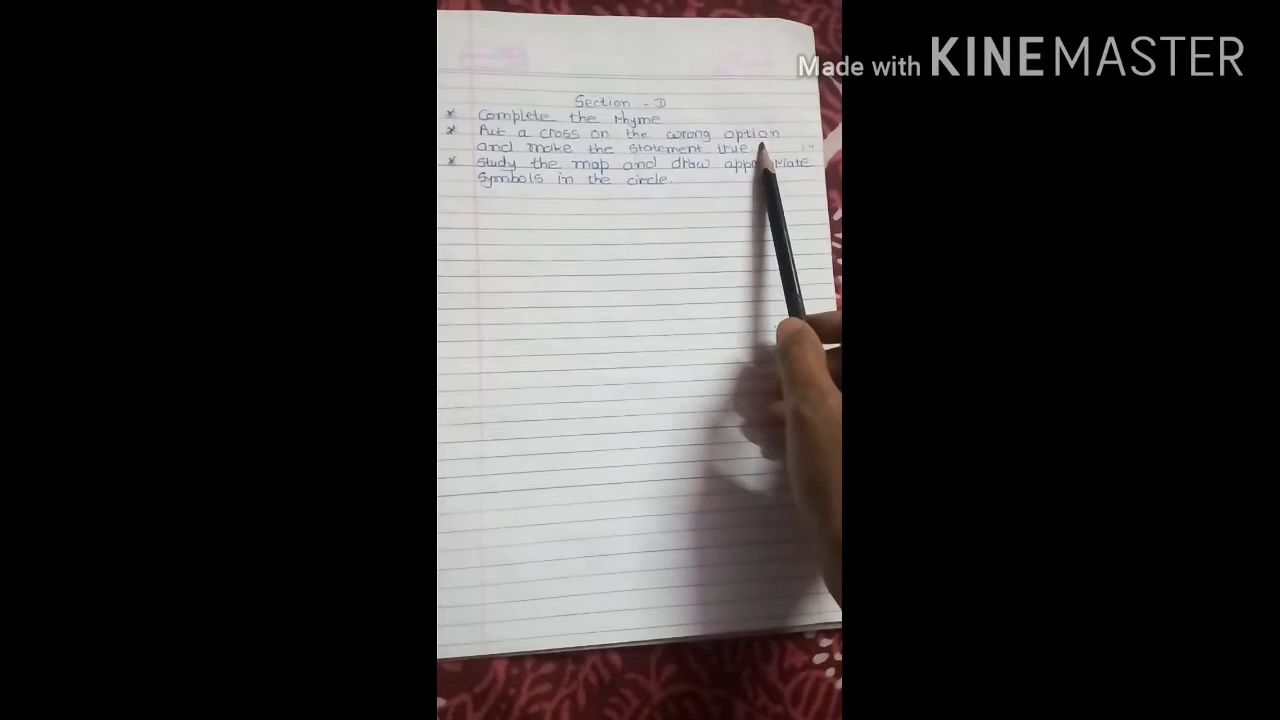 Made with KINEMASTER
Section - D
* Complete the rhyme
* Put a cross on the wrong option
and make the statement true.
* Study the map and draw
symbols in the circle.